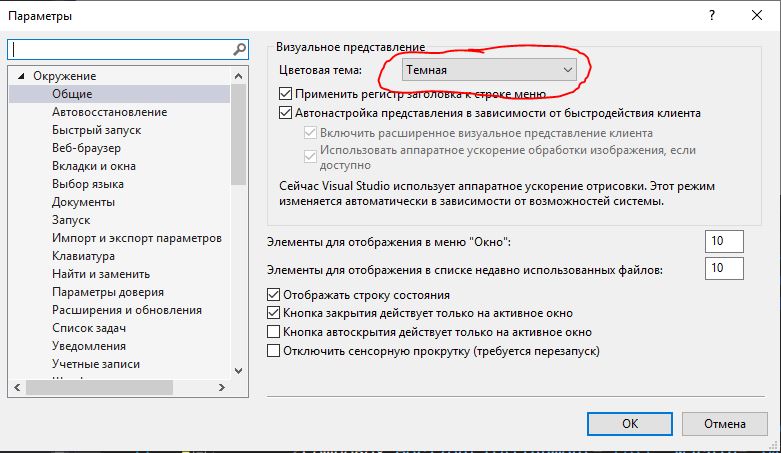 Параметры
Окружение
Общие
Автовосстановление
Быстрый запуск
Веб-браузер
Вкладки и окна
Выбор языка
Документы
Запуск
Импорт и экспорт параметров
Клавиатура
Найти и заменить
Параметры доверия
Расширения и обновления
Список задач
Уведомления
Учетные записи
Визуальное представление
Цветовая тема: Темная
Применить регистр заголовка к строке меню
Автонастройка представления в зависимости от быстродействия клиента
Включить расширенное визуальное представление клиента
Использовать аппаратное ускорение обработки изображения, если
доступно
Сейчас Visual Studio использует аппаратное ускорение отрисовки. Этот режим
изменяется автоматически в зависимости от возможностей системы.
Элементы для отображения в меню "Окно": 10
Элементы для отображения в списке недавно использованных файлов: 10
Отображать строку состояния
Кнопка закрытия действует только на активное окно
Кнопка автоскрытия действует только на активное окно
Отключить сенсорную прокрутку (требуется перезапуск)
OK
Отмена